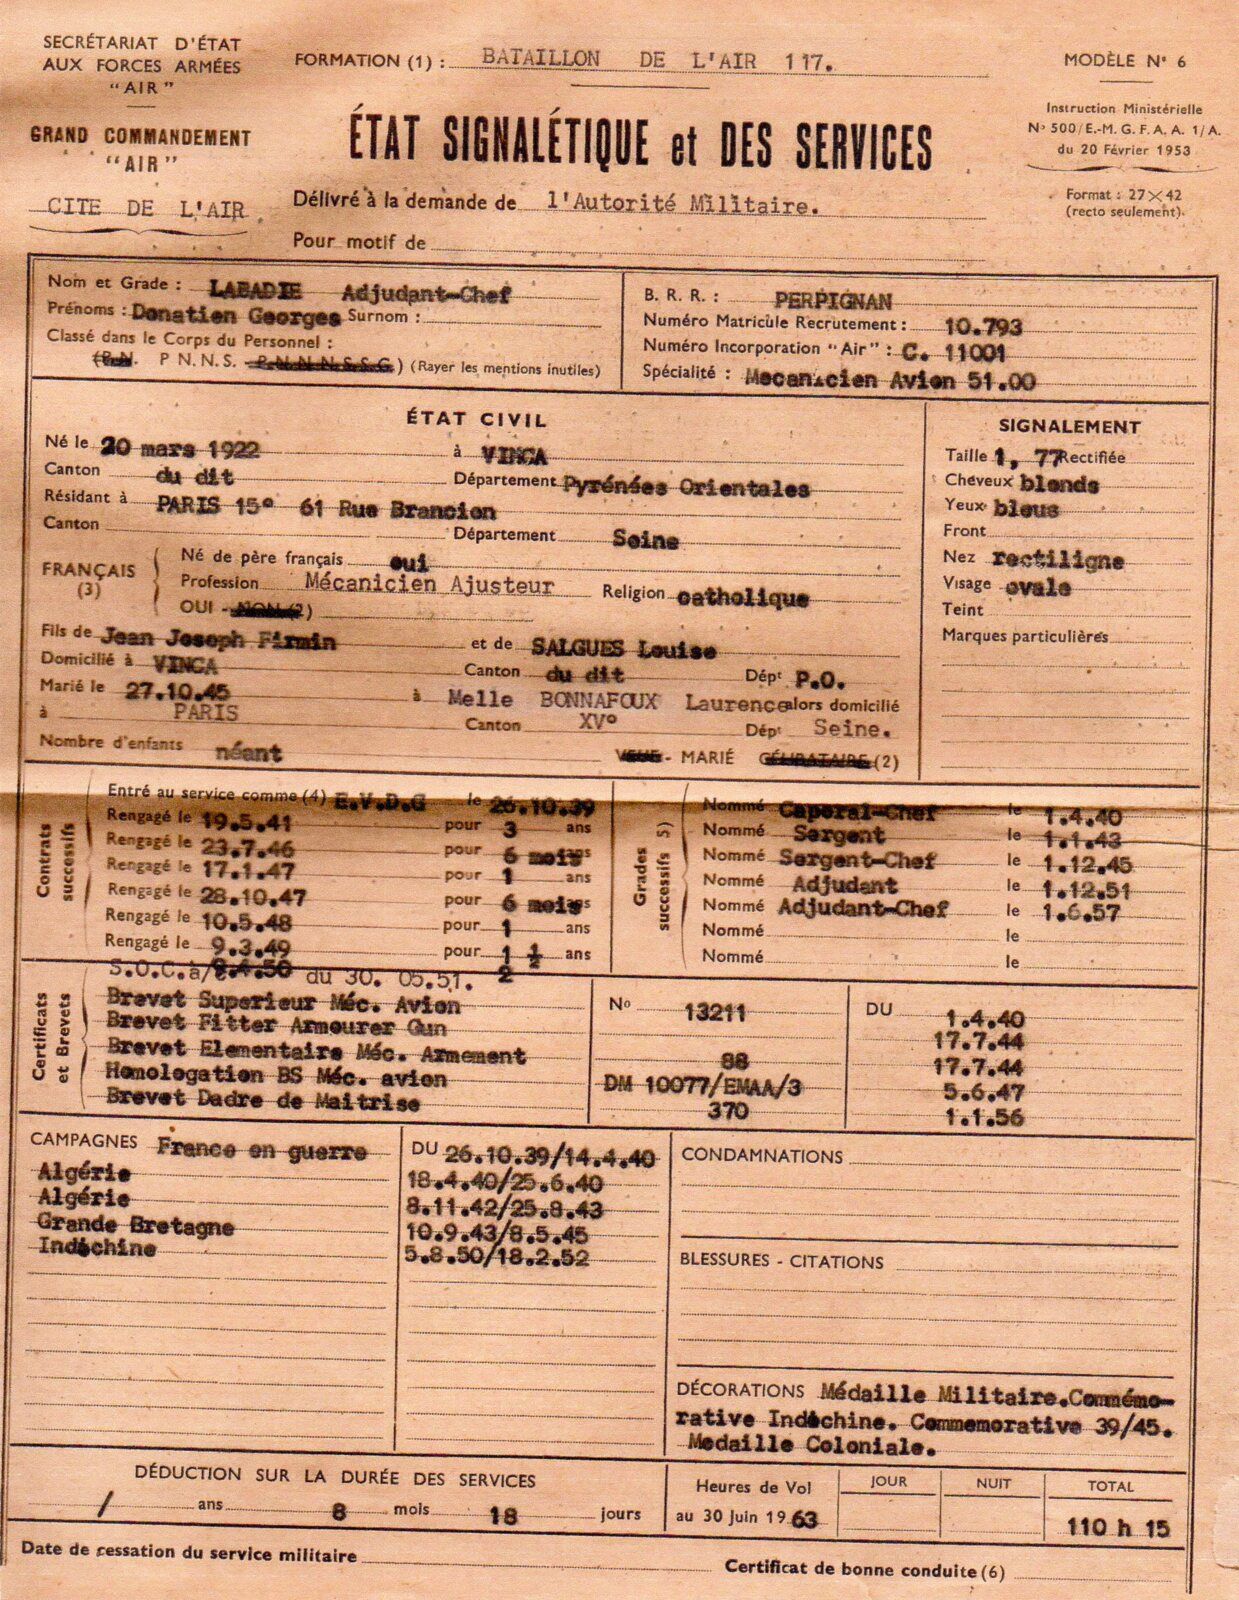 SECRÉTARIAT D'ÉTAT
AUX FORCES ARMÉES
"AIR"
GRAND COMMANDEMENT
"AIR"
CITE DE L'AIR
FORMATION (1) : BATAILLON DE L'AIR 117.
ÉTAT SIGNALÉTIQUE et DES SERVICES
Délivré à la demande de l'Autorité Militaire.
Pour motif de
MODÈLE N° 6
Instruction Ministérielle
N° 500/E.-M. G. F. A. A. 1/A.
du 20 Février 1953
Format : 27×42
(recto seulement).
Nom et Grade : LABADIE Adjudant-Chef
Prénoms : Donatien Georges Surnom :
Classé dans le Corps du Personnel :
(P.N. P N.N.S. P.N.N.N.S.S.G.) (Rayer les mentions inutiles)
B. R. R. : PERPIGNAN
Numéro Matricule Recrutement : 10.793
Numéro Incorporation "Air" : C. 11001
Spécialité : Mecanicien Avion 51.00
ÉTAT CIVIL
Né le 20 mars 1922 à VINCA
Canton du dit Département Pyrénées Orientales
Résidant à PARIS 15° 61 Rue Brancion
Canton Département Seine
FRANÇAIS
(3)
Né de père français oui
Profession Mécanicien Ajusteur Religion catholique
OUI - NON (2)
Fils de Jean Joseph Firmin et de SALGUES Louise
Domicilié à VINCA Canton du dit Dépt P.O.
Marié le 27.10.45 à Melle BONNAFOUX Laurence alors domicilié
à PARIS Canton XV° Dépt Seine.
Nombre d'enfants néant VEUF - MARIÉ CÉLIBATAIRE (2)
SIGNALEMENT
Taille 1, 77 Rectifiée
Cheveux blonds
Yeux bleus
Front
Nez rectiligne
Visage ovale
Teint
Marques particulières
Contrats
successifs
Entré au service comme (4) E.V.D.G le 26.10.39
Rengagé le 19.5.41 pour 3 ans
Rengagé le 23.7.46 pour 6 mois ans
Rengagé le 17.1.47 pour 1 ans
Rengagé le 28.10.47 pour 6 mois ans
Rengagé le 10.5.48 pour 1 ans
Rengagé le 9.3.49 pour 1 1/2 ans
S.O.C.à/c 9.4.50 du 30. 05.51. 2
Grades
successifs 5)
Nommé Caporal-Chef le 1.4.40
Nommé Sergent le 1.1.43
Nommé Sergent-Chef le 1.12.45
Nommé Adjudant le 1.12.51
Nommé Adjudant-Chef le 1.6.57
Nommé le
Nommé le
Certificats
et Brevets
Brevet Superieur Méc. Avion N° 13211 DU 1.4.40
Brevet Fitter Armourer Gun 17.7.44
Brevet Elementaire Méc. Armement 88 17.7.44
Homologation BS Méc. avion DM 10077/EMAA/3 5.6.47
Brevet Dadre de Maitrise 370 1.1.56
CAMPAGNES France en guerre DU 26.10.39/14.4.40
Algérie 18.4.40/25.6.40
Algérie 8.11.42/25.8.43
Grande Bretagne 10.9.43/8.5.45
Indochine 5.8.50/18.2.52
CONDAMNATIONS
BLESSURES - CITATIONS
DÉCORATIONS Médaille Militaire.Commémo-
rative Indochine. Commemorative 39/45.
Medaille Coloniale.
DÉDUCTION SUR LA DURÉE DES SERVICES
/ ans 8 mois 18 jours
Heures de Vol JOUR NUIT TOTAL
au 30 Juin 1963 110 h 15
Date de cessation du service militaire
Certificat de bonne conduite (6)